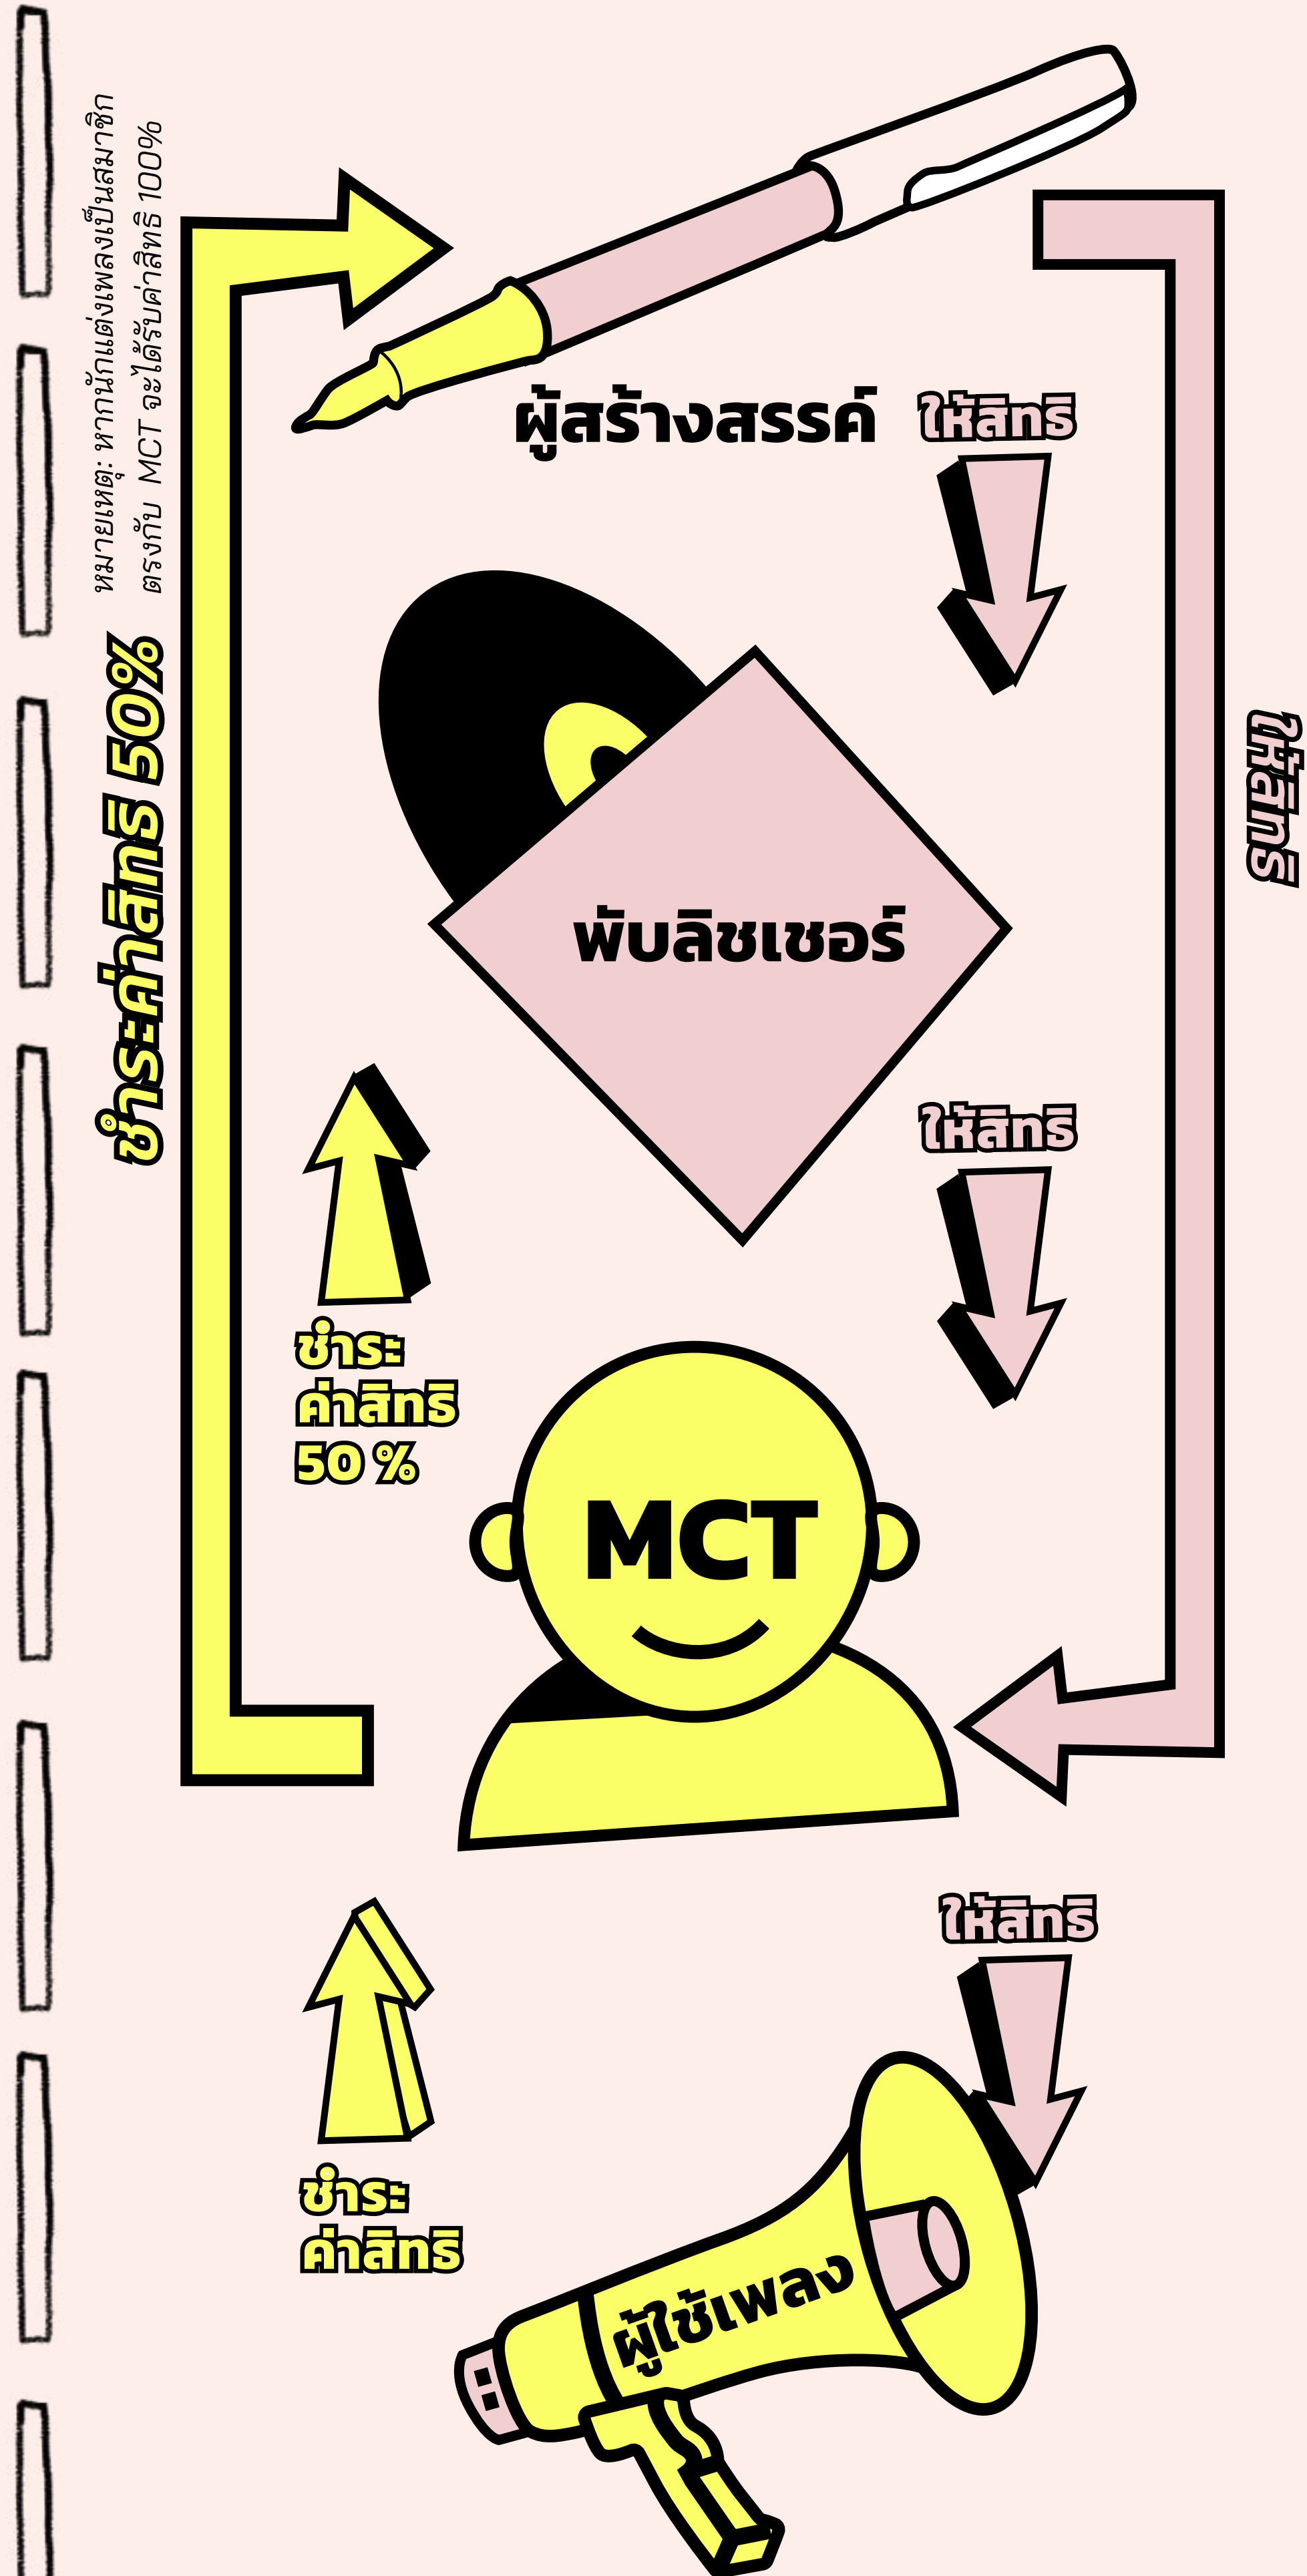 หมายเหตุ: หากนักแต่งเพลงเป็นสมาชิก
ตรงกับ MCT จะได้รับค่าสิทธิ 100%
ผู้สร้างสรรค์
ให้สิทธิ
ชำระค่าสิทธิ 50%
ให้สิทธิ
พับลิชเชอร์
ให้สิทธิ
ชำระ
ค่าสิทธิ
50 %
MCT
ให้สิทธิ
ชำระ
ค่าสิทธิ
ผู้ใช้เพลง